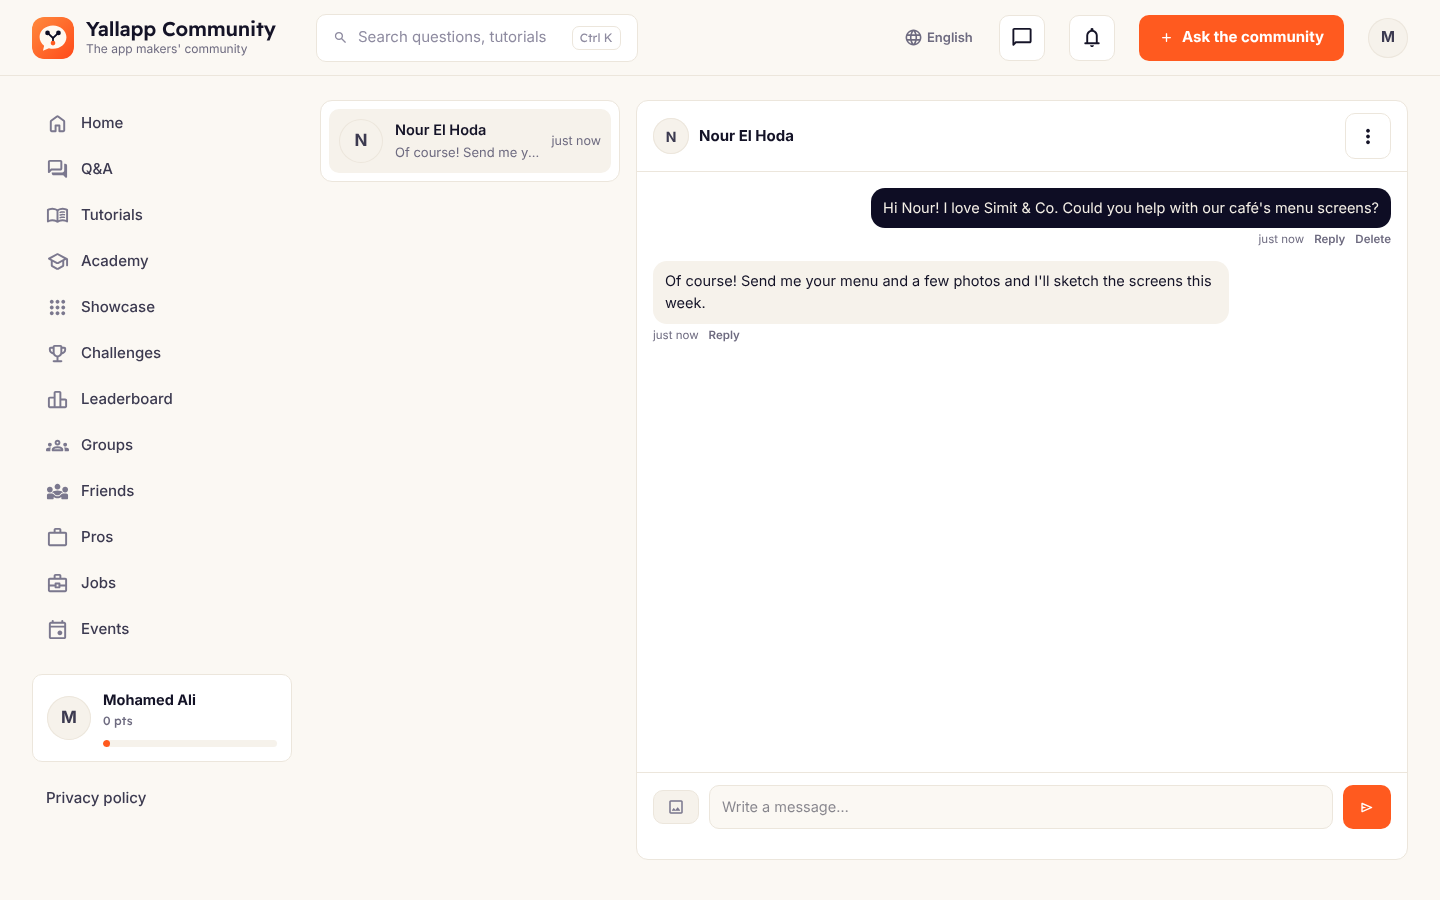 Yallapp Community
The app makers' community
Search questions, tutorials
Ctrl K
English
+ Ask the community
M
Home
Q&A
Tutorials
Academy
Showcase
Challenges
Leaderboard
Groups
Friends
Pros
Jobs
Events
M
Mohamed Ali
0 pts
Privacy policy
N
Nour El Hoda
Of course! Send me y...
just now
N
Nour El Hoda
Hi Nour! I love Simit & Co. Could you help with our café's menu screens?
just now Reply Delete
Of course! Send me your menu and a few photos and I'll sketch the screens this
week.
just now Reply
Write a message...